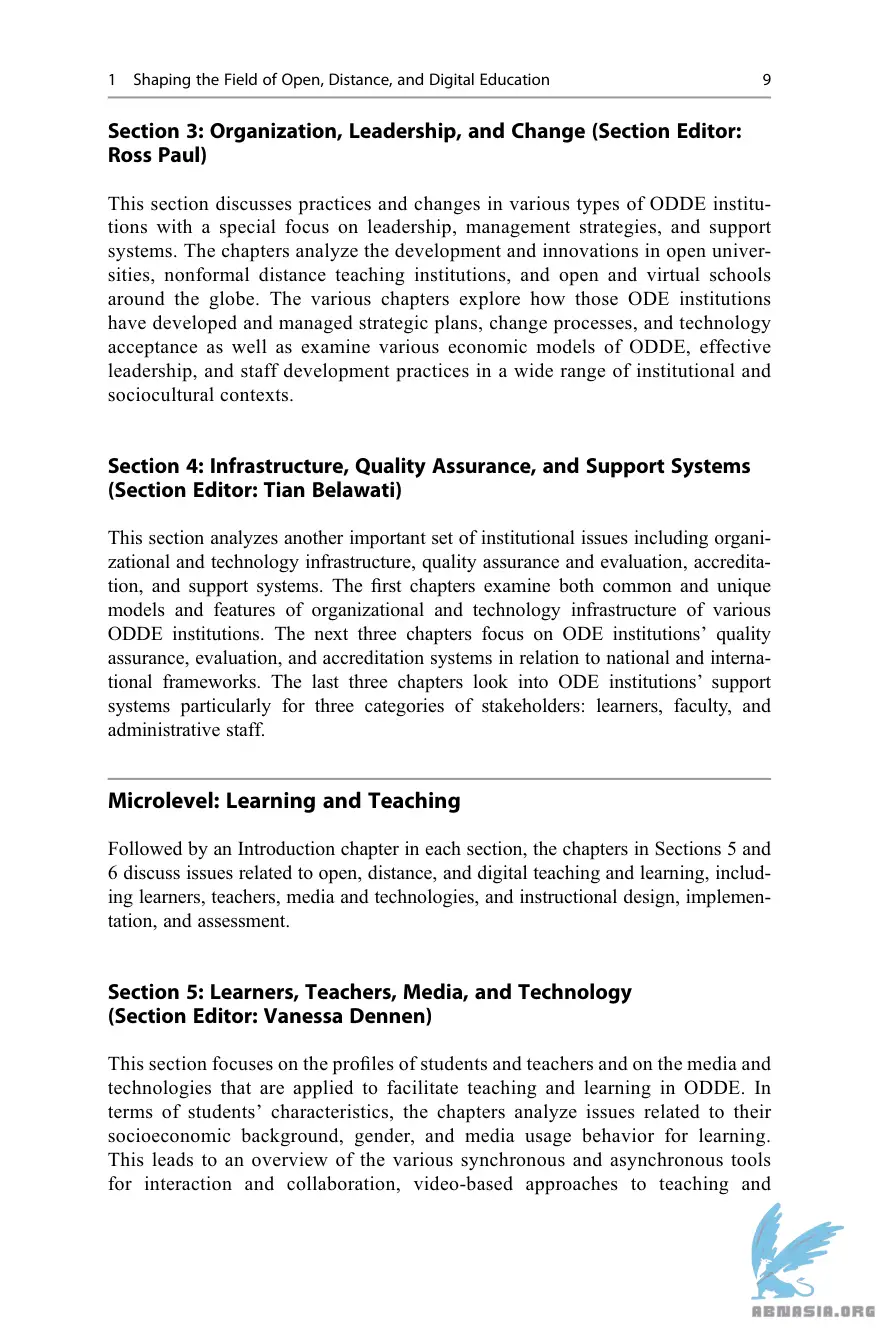 1 Shaping the Field of Open, Distance, and Digital Education 9
Section 3: Organization, Leadership, and Change (Section Editor:
Ross Paul)
This section discusses practices and changes in various types of ODDE institu-
tions with a special focus on leadership, management strategies, and support
systems. The chapters analyze the development and innovations in open univer-
sities, nonformal distance teaching institutions, and open and virtual schools
around the globe. The various chapters explore how those ODE institutions
have developed and managed strategic plans, change processes, and technology
acceptance as well as examine various economic models of ODDE, effective
leadership, and staff development practices in a wide range of institutional and
sociocultural contexts.
Section 4: Infrastructure, Quality Assurance, and Support Systems
(Section Editor: Tian Belawati)
This section analyzes another important set of institutional issues including organi-
zational and technology infrastructure, quality assurance and evaluation, accredita-
tion, and support systems. The first chapters examine both common and unique
models and features of organizational and technology infrastructure of various
ODDE institutions. The next three chapters focus on ODE institutions’ quality
assurance, evaluation, and accreditation systems in relation to national and interna-
tional frameworks. The last three chapters look into ODE institutions’ support
systems particularly for three categories of stakeholders: learners, faculty, and
administrative staff.
Microlevel: Learning and Teaching
Followed by an Introduction chapter in each section, the chapters in Sections 5 and
6 discuss issues related to open, distance, and digital teaching and learning, includ-
ing learners, teachers, media and technologies, and instructional design, implemen-
tation, and assessment.
Section 5: Learners, Teachers, Media, and Technology
(Section Editor: Vanessa Dennen)
This section focuses on the profiles of students and teachers and on the media and
technologies that are applied to facilitate teaching and learning in ODDE. In
terms of students’ characteristics, the chapters analyze issues related to their
socioeconomic background, gender, and media usage behavior for learning.
This leads to an overview of the various synchronous and asynchronous tools
for interaction and collaboration, video-based approaches to teaching and
ABNASIA.ORG